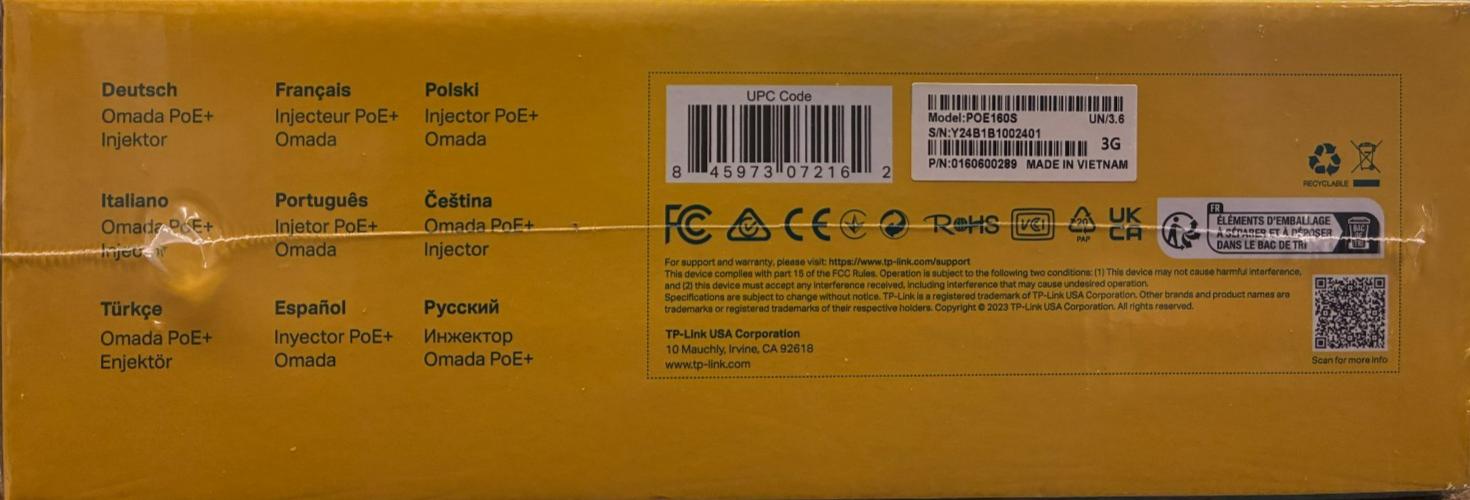 Deutsch
Omada PoE+
Injektor
Français
Injecteur PoE+
Omada
Polski
Injector PoE+
Omada
Italiano
Omada PoE+
Injector
Português
Injetor PoE+
Omada
Čeština
Omada PoE+
Injector
Türkçe
Omada PoE+
Enjektör
Español
Inyector PoE+
Omada
Русский
Инжектор
Omada PoE+
UPC Code
8 45973 07216 2
Model:POE160S UN/3.6
S/N:Y24B1B1002401
3G
P/N:0160600289 MADE IN VIETNAM
RECYCLABLE
FC CE RoHS VCI 20 PAP UK CA
FR
ÉLÉMENTS D'EMBALLAGE
À SÉPARER ET À DÉPOSER
DANS LE BAC DE TRI
BAC DE TRI
For support and warranty, please visit: https://www.tp-link.com/support
This device complies with part 15 of the FCC Rules. Operation is subject to the following two conditions: (1) This device may not cause harmful interference,
and (2) this device must accept any interference received, including interference that may cause undesired operation.
Specifications are subject to change without notice. TP-Link is a registered trademark of TP-Link USA Corporation. Other brands and product names are
trademarks or registered trademarks of their respective holders. Copyright © 2023 TP-Link USA Corporation. All rights reserved.
TP-Link USA Corporation
10 Mauchly, Irvine, CA 92618
www.tp-link.com
Scan for more info